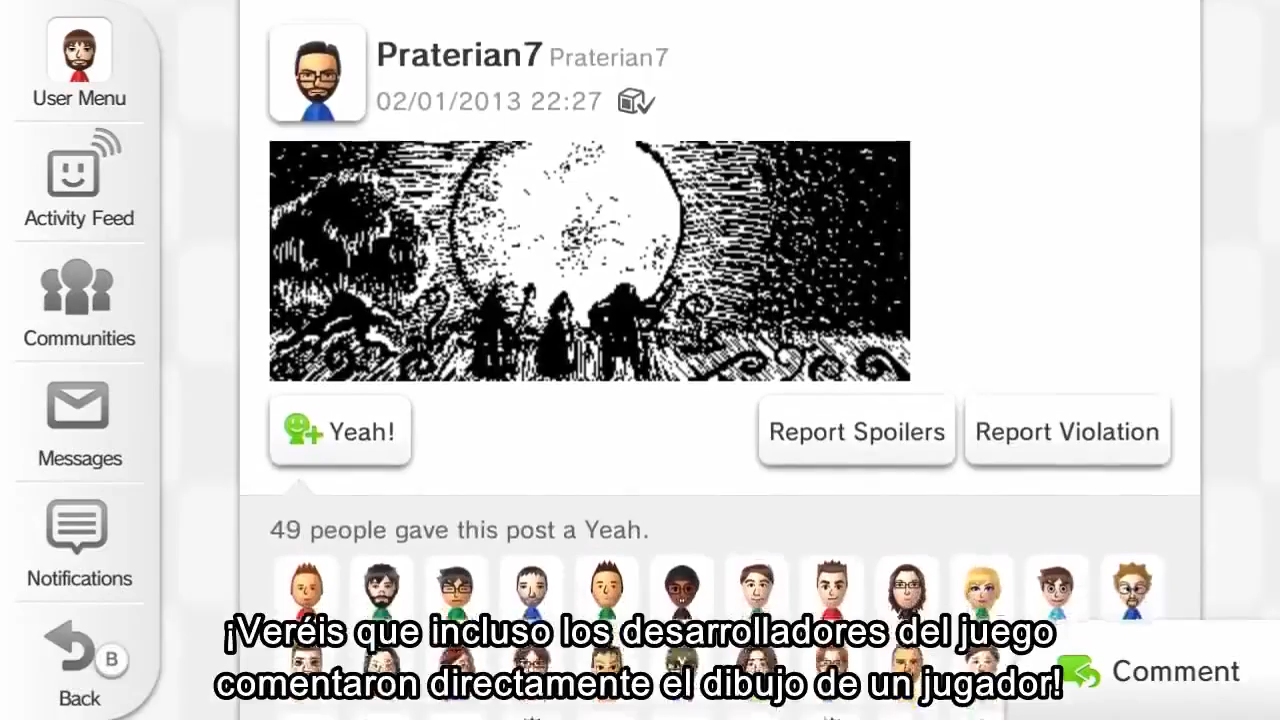 User Menu
Activity Feed
Communities
Messages
Notifications
B
Back
Praterian7 Praterian7
02/01/2013 22:27
Yeah!
Report Spoilers
Report Violation
49 people gave this post a Yeah.
¡Veréis que incluso los desarrolladores del juego
comentaron directamente el dibujo de un jugador!
Comment